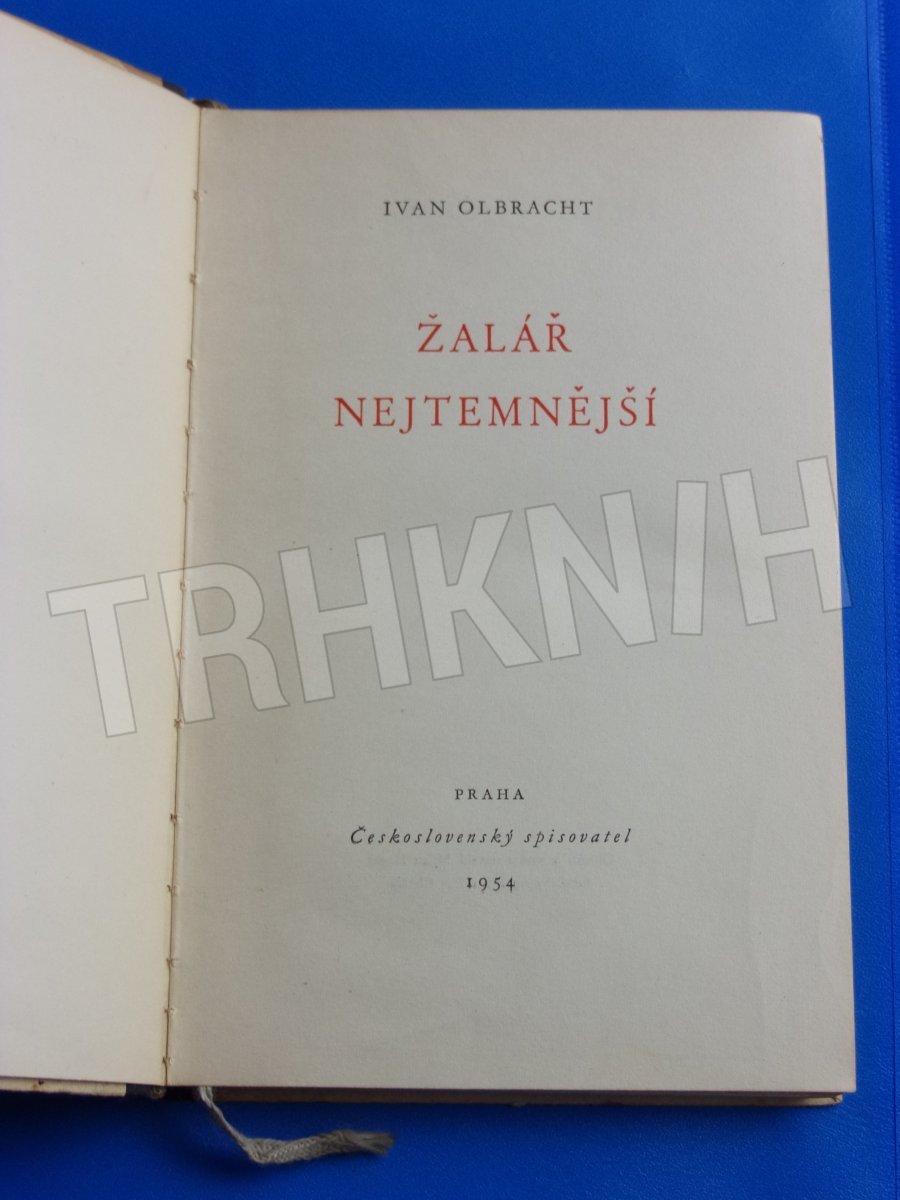 IVAN OLBRACHT
ŽALÁŘ
NEJTEMNĚJŠÍ
TRHKNIH
PRAHA
Československý spisovatel
1954